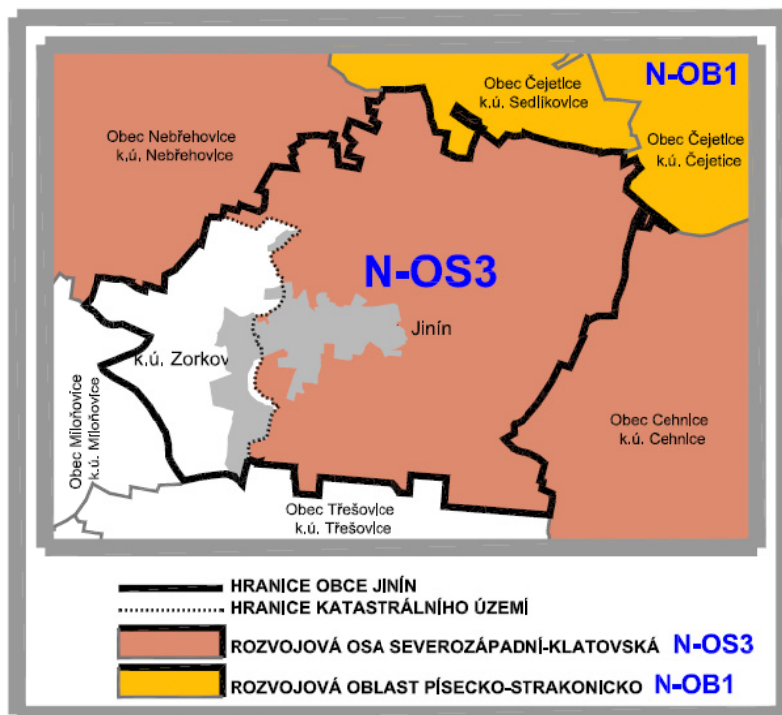 N-OB1
Obec Čejetice
k.ú. Sedlíkovice
Obec Nebřehovice
k.ú. Nebřehovice
Obec Čejetice
k.ú. Čejetice
N-OS3
Jinín
k.ú. Zorkov
Obec Miloňovice
k.ú. Miloňovice
Obec Cehnice
k.ú. Cehnice
Obec Třešovice
k.ú. Třešovice
HRANICE OBCE JINÍN
HRANICE KATASTRÁLNÍHO ÚZEMÍ
ROZVOJOVÁ OSA SEVEROZÁPADNÍ-KLATOVSKÁ N-OS3
ROZVOJOVÁ OBLAST PÍSECKO-STRAKONICKO N-OB1